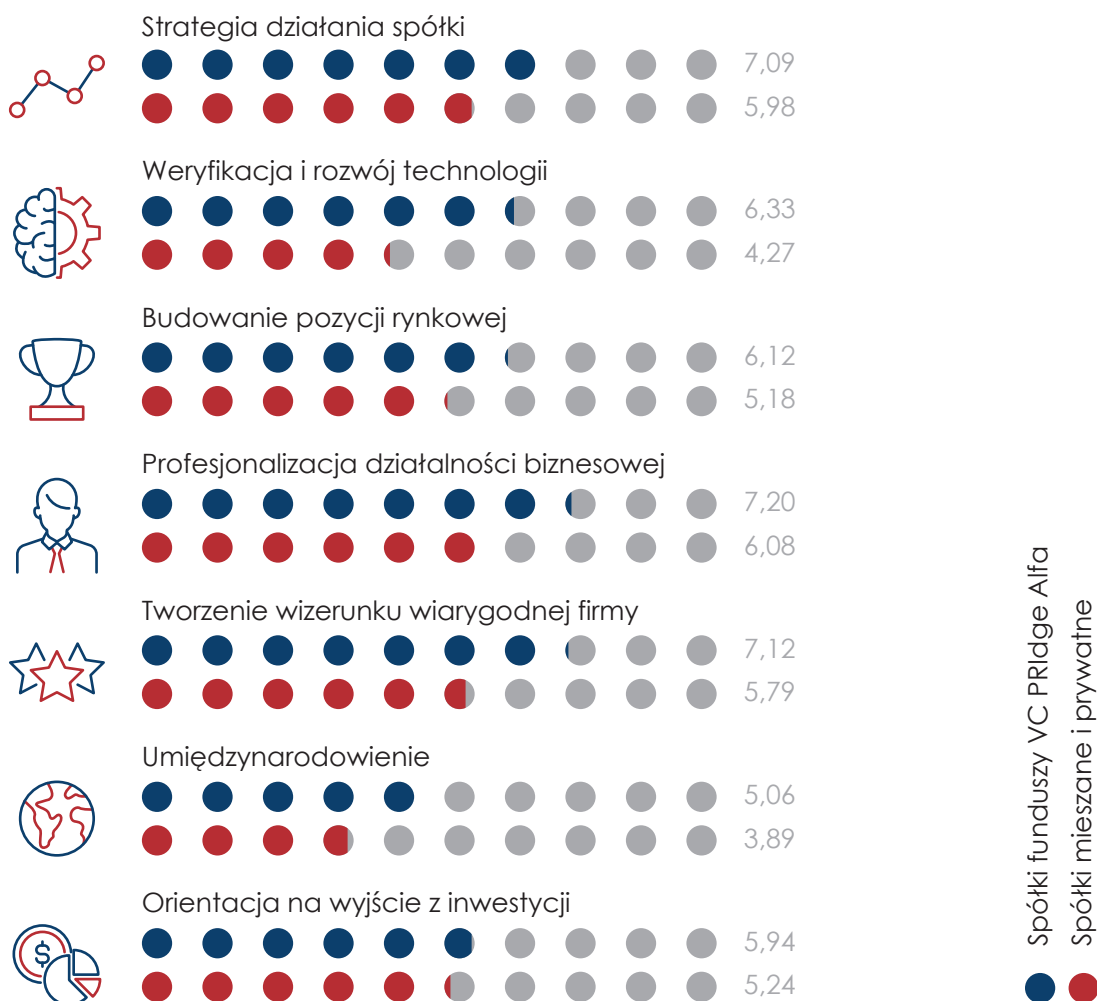 Strategia działania spółki
7,09
5,98
Weryfikacja i rozwój technologii
6,33
4,27
Budowanie pozycji rynkowej
6,12
5,18
Profesjonalizacja działalności biznesowej
7,20
6,08
Tworzenie wizerunku wiarygodnej firmy
7,12
5,79
Umiędzynarodowienie
5,06
3,89
Orientacja na wyjście z inwestycji
$
5,94
5,24
Spółki funduszy VC PRIdge Alfa
Spółki mieszane i prywatne